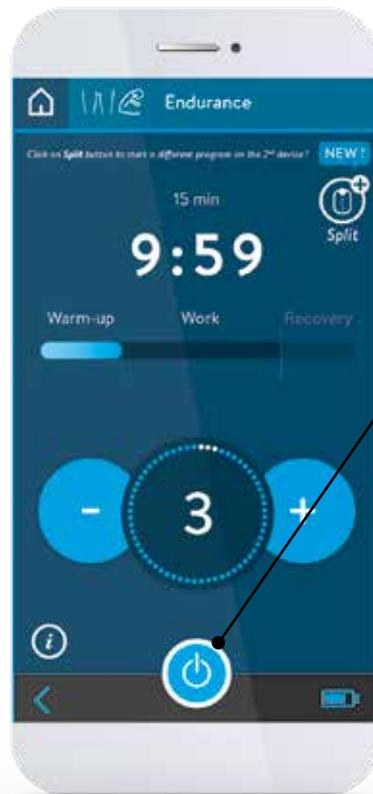 Endurance
Click on Split button to start a different program on the 2nd device! NEW!
15 min
9:59
Split
Warm-up Work Recovery
- 3 +
i